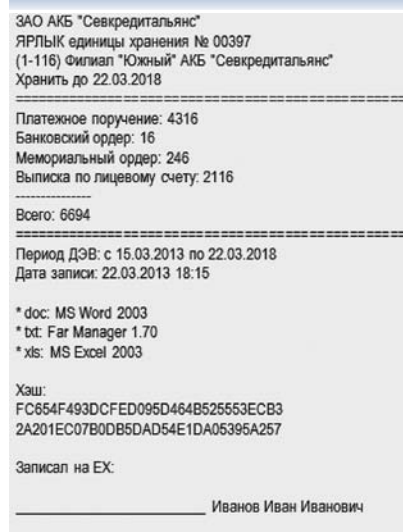 ЗАО АКБ "Севкредитальянс"
ЯРЛЫК единицы хранения № 00397
(1-116) Филиал "Южный" АКБ "Севкредитальянс"
Хранить до 22.03.2018
==================================================
Платежное поручение: 4316
Банковский ордер: 16
Мемориальный ордер: 246
Выписка по лицевому счету: 2116
---------------
Всего: 6694
==================================================
Период ДЭВ: с 15.03.2013 по 22.03.2018
Дата записи: 22.03.2013 18:15
* doc: MS Word 2003
* txt: Far Manager 1.70
* xls: MS Excel 2003
Хэш:
FC654F493DCFED095D464B525553ECB3
2A201EC07B0DB5DAD54E1DA05395A257
Записал на ЕХ:
_________________________ Иванов Иван Иванович